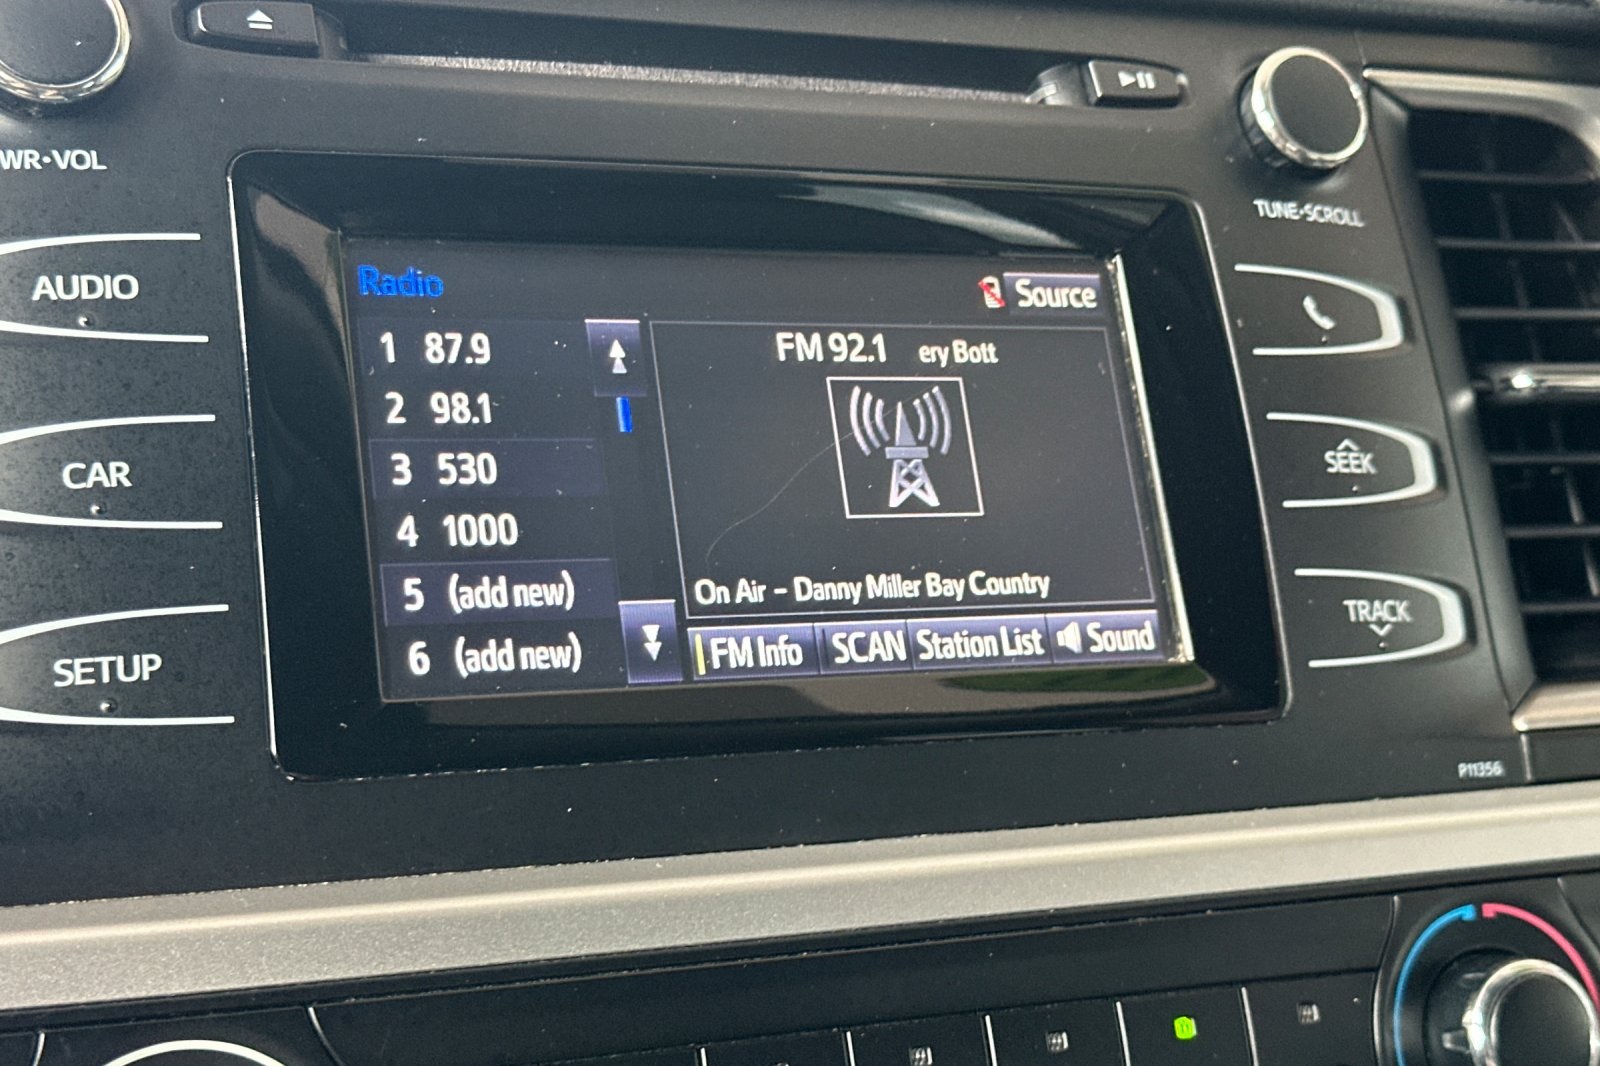 WR•VOL
TUNE•SCROLL
AUDIO
CAR
SETUP
Radio
Source
1 87.9
2 98.1
3 530
4 1000
5 (add new)
6 (add new)
FM 92.1 ery Bott
On Air - Danny Miller Bay Country
FM Info
SCAN
Station List
Sound
SEEK
TRACK
P11356